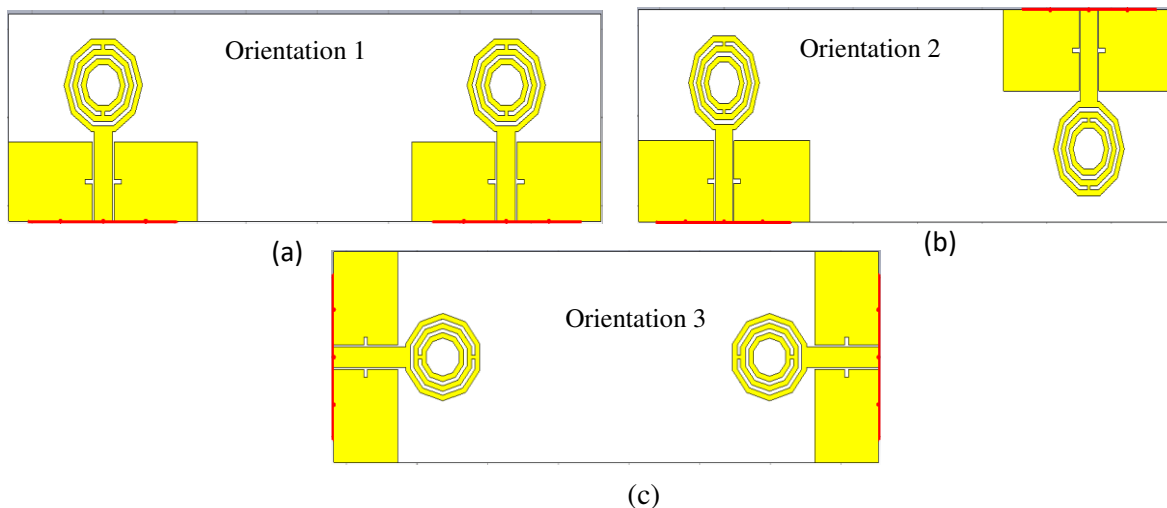 Orientation 1
Orientation 2
(a)
(b)
Orientation 3
(c)